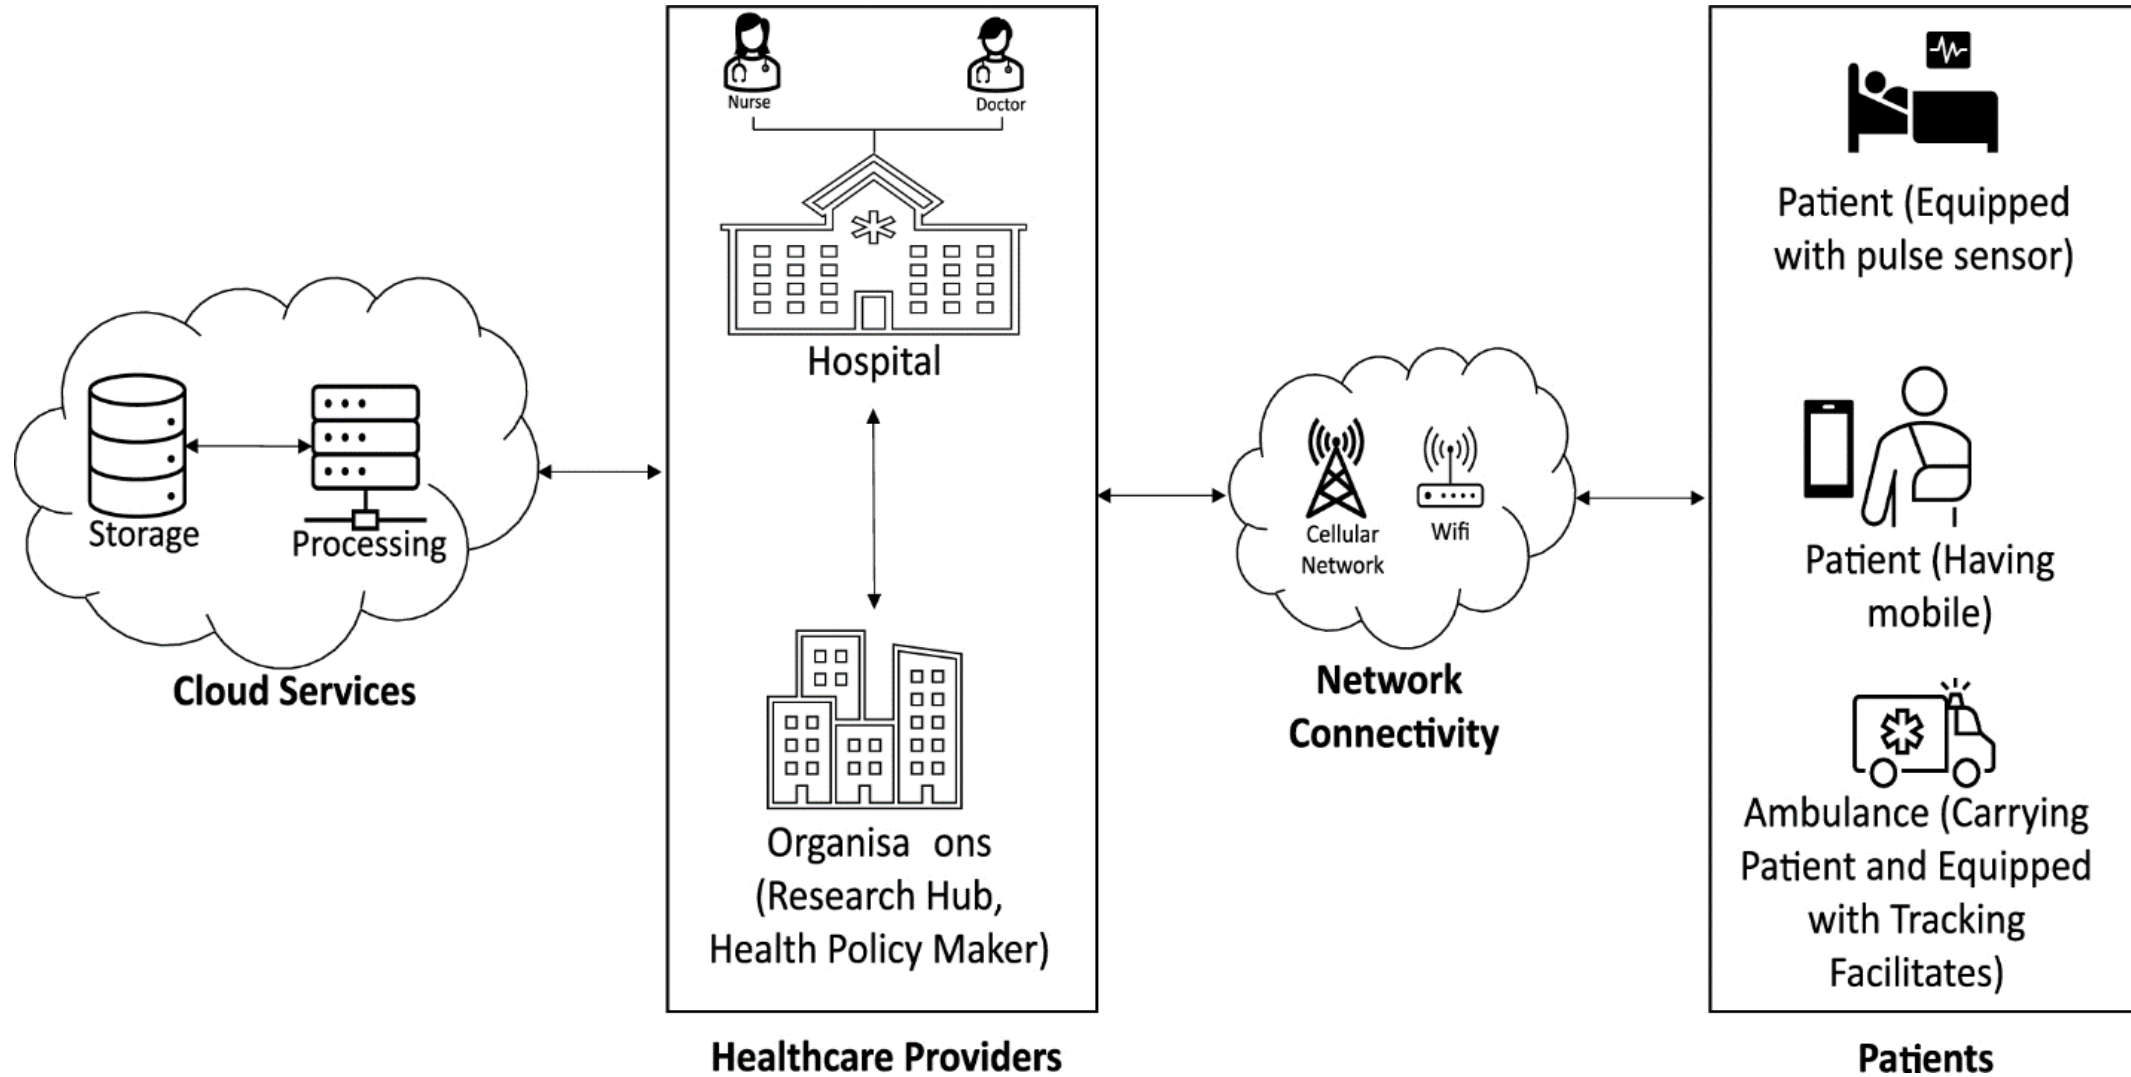 Nurse
Doctor
Hospital
Storage
Processing
Cloud Services
Organisa ons
(Research Hub,
Health Policy Maker)
Healthcare Providers
Cellular
Network
Wifi
Network
Connectivity
Patient (Equipped
with pulse sensor)
Patient (Having
mobile)
Ambulance (Carrying
Patient and Equipped
with Tracking
Facilitates)
Patients